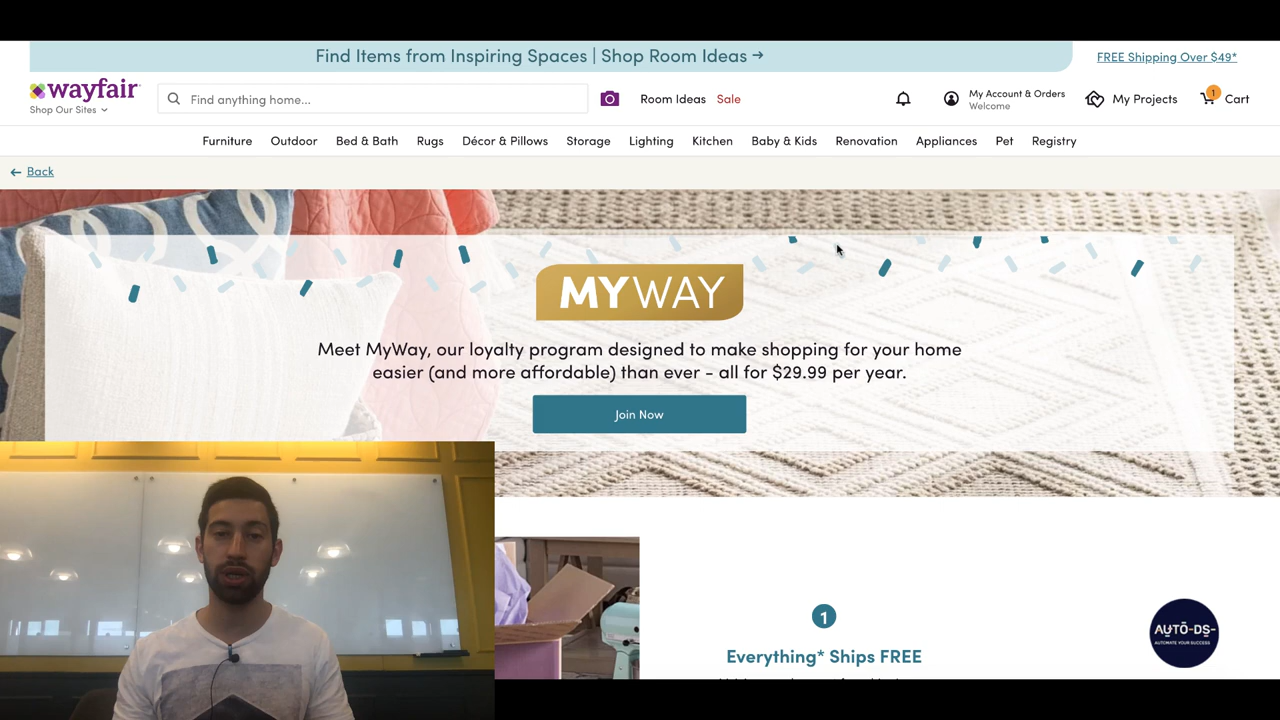 Find Items from Inspiring Spaces | Shop Room Ideas →
FREE Shipping Over $49*
wayfair
Shop Our Sites
Find anything home...
Room Ideas
Sale
My Account & Orders
Welcome
My Projects
1
Cart
Furniture
Outdoor
Bed & Bath
Rugs
Décor & Pillows
Storage
Lighting
Kitchen
Baby & Kids
Renovation
Appliances
Pet
Registry
← Back
MYWAY
Meet MyWay, our loyalty program designed to make shopping for your home
easier (and more affordable) than ever - all for $29.99 per year.
Join Now
1
Everything* Ships FREE
AUTO-DS-
AUTOMATE YOUR SUCCESS